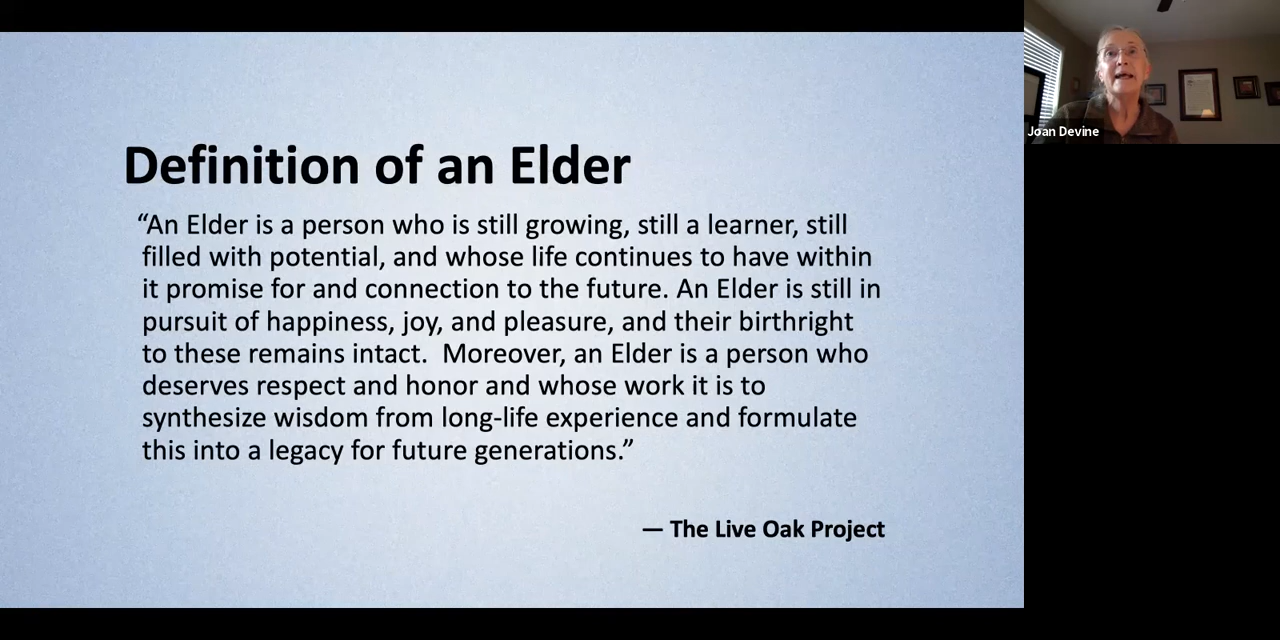 Definition of an Elder
“An Elder is a person who is still growing, still a learner, still
filled with potential, and whose life continues to have within
it promise for and connection to the future. An Elder is still in
pursuit of happiness, joy, and pleasure, and their birthright
to these remains intact.  Moreover, an Elder is a person who
deserves respect and honor and whose work it is to
synthesize wisdom from long-life experience and formulate
this into a legacy for future generations.”
— The Live Oak Project
Joan Devine